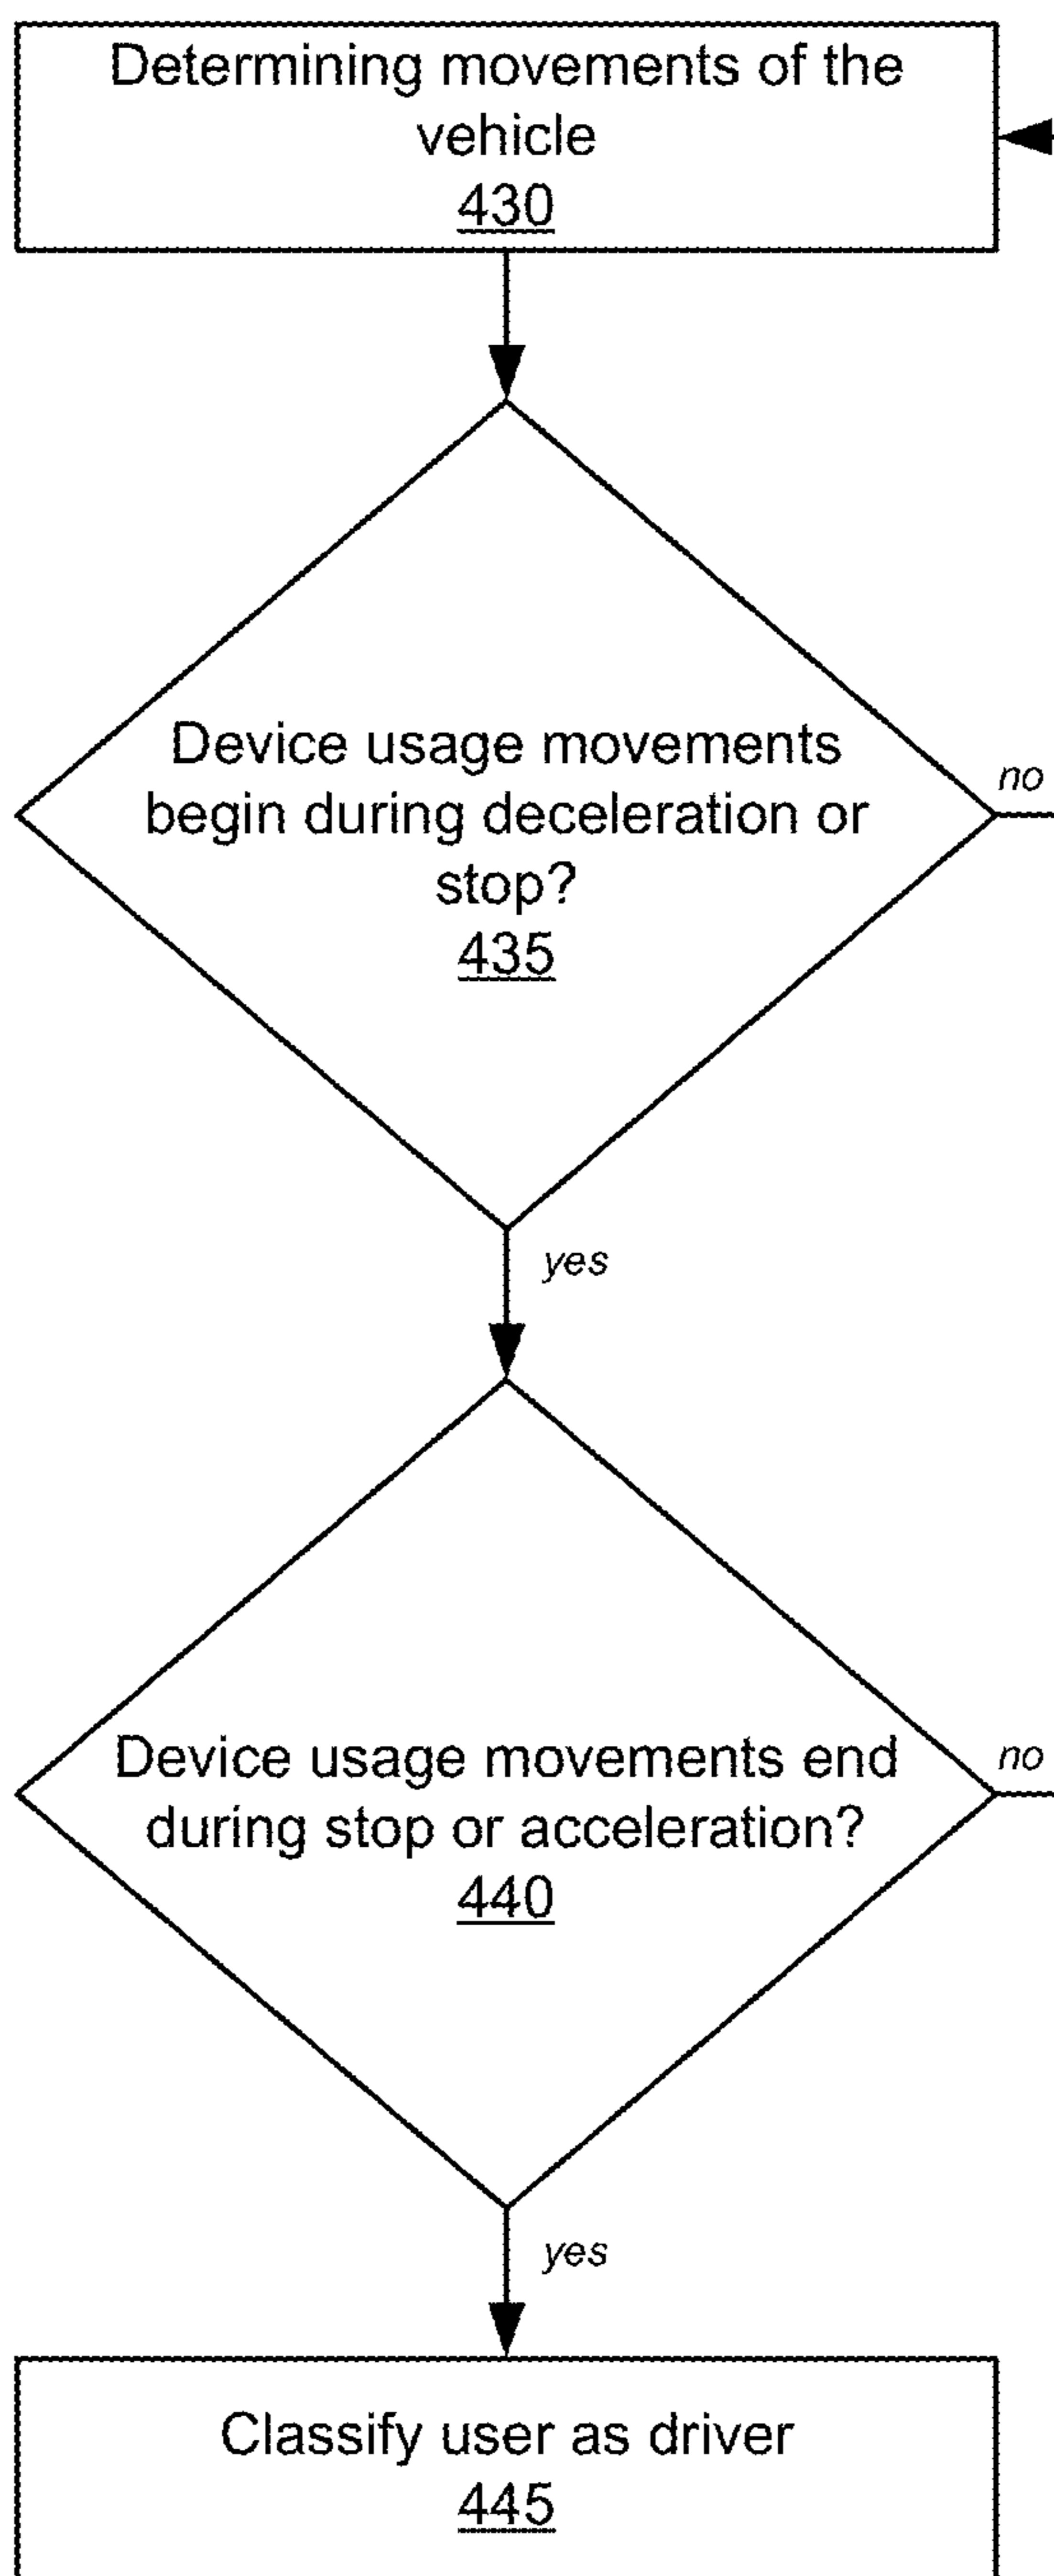 Determining movements of the
vehicle
430
Device usage movements
begin during deceleration or
stop?
435
no
yes
Device usage movements end
during stop or acceleration?
440
no
yes
Classify user as driver
445